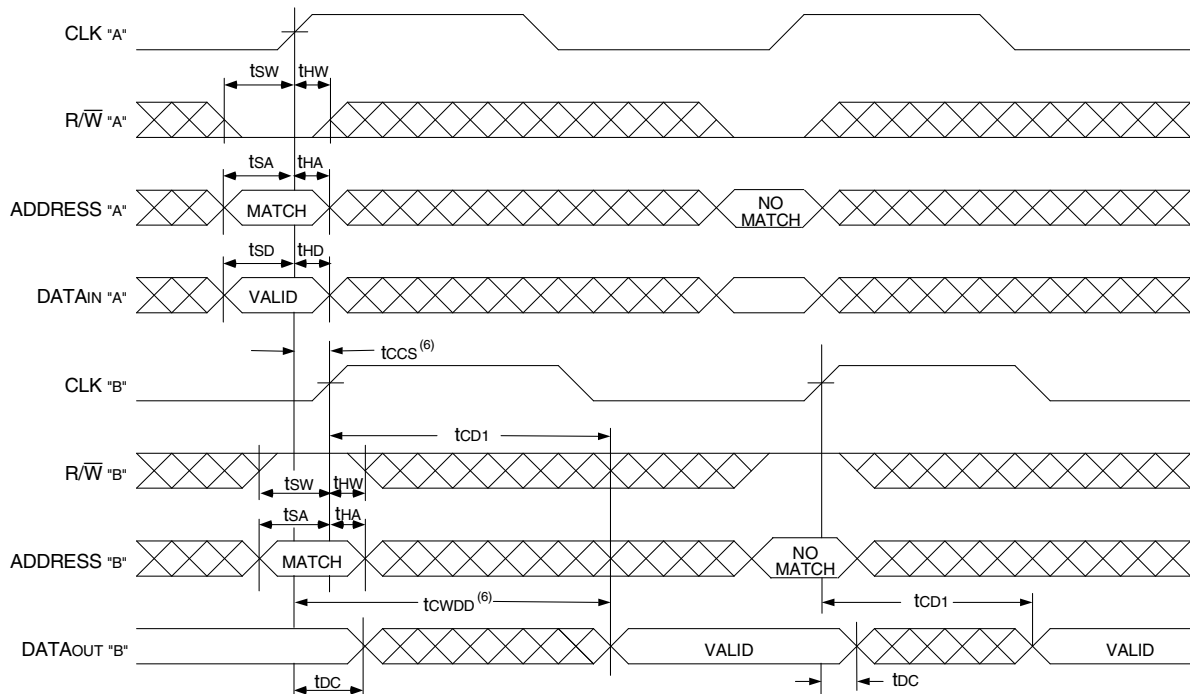 CLK "A"
tSW tHW
R/W̅ "A"
tSA tHA
ADDRESS "A" MATCH NO MATCH
tSD tHD
DATAIN "A" VALID
tCCS (6)
CLK "B"
tCD1
R/W̅ "B"
tSW tHW
tSA tHA
ADDRESS "B" MATCH NO MATCH
tCWDD (6) tCD1
DATAOUT "B" VALID VALID
tDC tDC